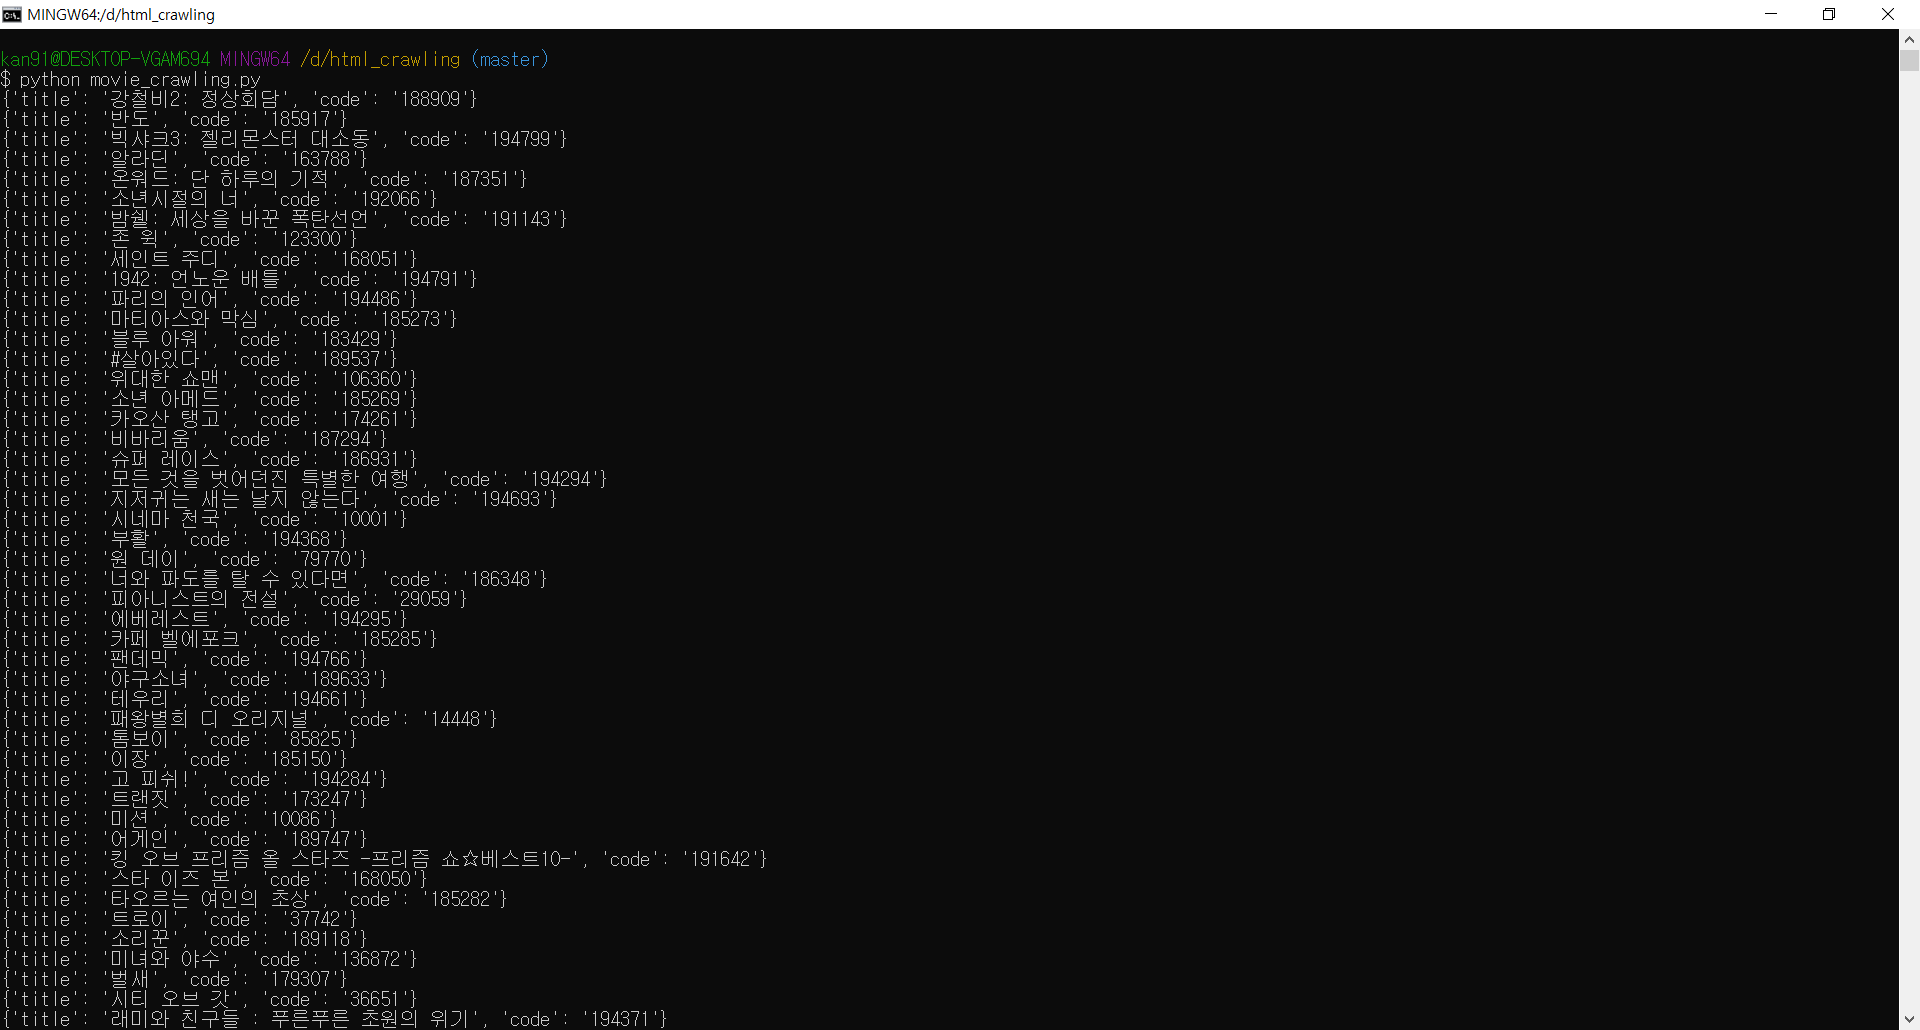 MINGW64:/d/html_crawling
kan91@DESKTOP-VGAM694 MINGW64 /d/html_crawling (master)
$ python movie_crawling.py
{'title': '강철비2: 정상회담', 'code': '188909'}
{'title': '반도', 'code': '185917'}
{'title': '빅샤크3: 젤리몬스터 대소동', 'code': '194799'}
{'title': '알라딘', 'code': '163788'}
{'title': '온워드: 단 하루의 기적', 'code': '187351'}
{'title': '소년시절의 너', 'code': '192066'}
{'title': '밤쉘: 세상을 바꾼 폭탄선언', 'code': '191143'}
{'title': '존 윅', 'code': '123300'}
{'title': '세인트 주디', 'code': '168051'}
{'title': '1942: 언노운 배틀', 'code': '194791'}
{'title': '파리의 인어', 'code': '194486'}
{'title': '마티아스와 막심', 'code': '185273'}
{'title': '블루 아워', 'code': '183429'}
{'title': '#살아있다', 'code': '189537'}
{'title': '위대한 쇼맨', 'code': '106360'}
{'title': '소년 아메드', 'code': '185269'}
{'title': '카오산 탱고', 'code': '174261'}
{'title': '비바리움', 'code': '187294'}
{'title': '슈퍼 레이스', 'code': '186931'}
{'title': '모든 것을 벗어던진 특별한 여행', 'code': '194294'}
{'title': '지저귀는 새는 날지 않는다', 'code': '194693'}
{'title': '시네마 천국', 'code': '10001'}
{'title': '부활', 'code': '194368'}
{'title': '원 데이', 'code': '79770'}
{'title': '너와 파도를 탈 수 있다면', 'code': '186348'}
{'title': '피아니스트의 전설', 'code': '29059'}
{'title': '에베레스트', 'code': '194295'}
{'title': '카페 벨에포크', 'code': '185285'}
{'title': '팬데믹', 'code': '194766'}
{'title': '야구소녀', 'code': '189633'}
{'title': '테우리', 'code': '194661'}
{'title': '패왕별희 디 오리지널', 'code': '14448'}
{'title': '톰보이', 'code': '85825'}
{'title': '이장', 'code': '185150'}
{'title': '고 피쉬!', 'code': '194284'}
{'title': '트랜짓', 'code': '173247'}
{'title': '미션', 'code': '10086'}
{'title': '어게인', 'code': '189747'}
{'title': '킹 오브 프리즘 올 스타즈 -프리즘 쇼☆베스트10-', 'code': '191642'}
{'title': '스타 이즈 본', 'code': '168050'}
{'title': '타오르는 여인의 초상', 'code': '185282'}
{'title': '트로이', 'code': '37742'}
{'title': '소리꾼', 'code': '189118'}
{'title': '미녀와 야수', 'code': '136872'}
{'title': '벌새', 'code': '179307'}
{'title': '시티 오브 갓', 'code': '36651'}
{'title': '래미와 친구들 : 푸른푸른 초원의 위기', 'code': '194371'}